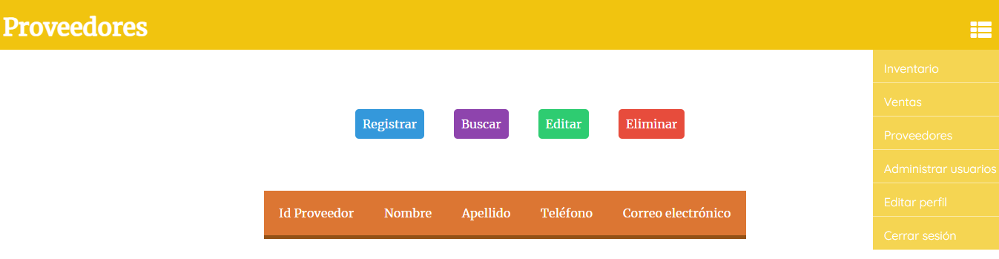 Proveedores
Inventario
Ventas
Proveedores
Administrar usuarios
Editar perfil
Cerrar sesión
Registrar Buscar Editar Eliminar
Id Proveedor Nombre Apellido Teléfono Correo electrónico